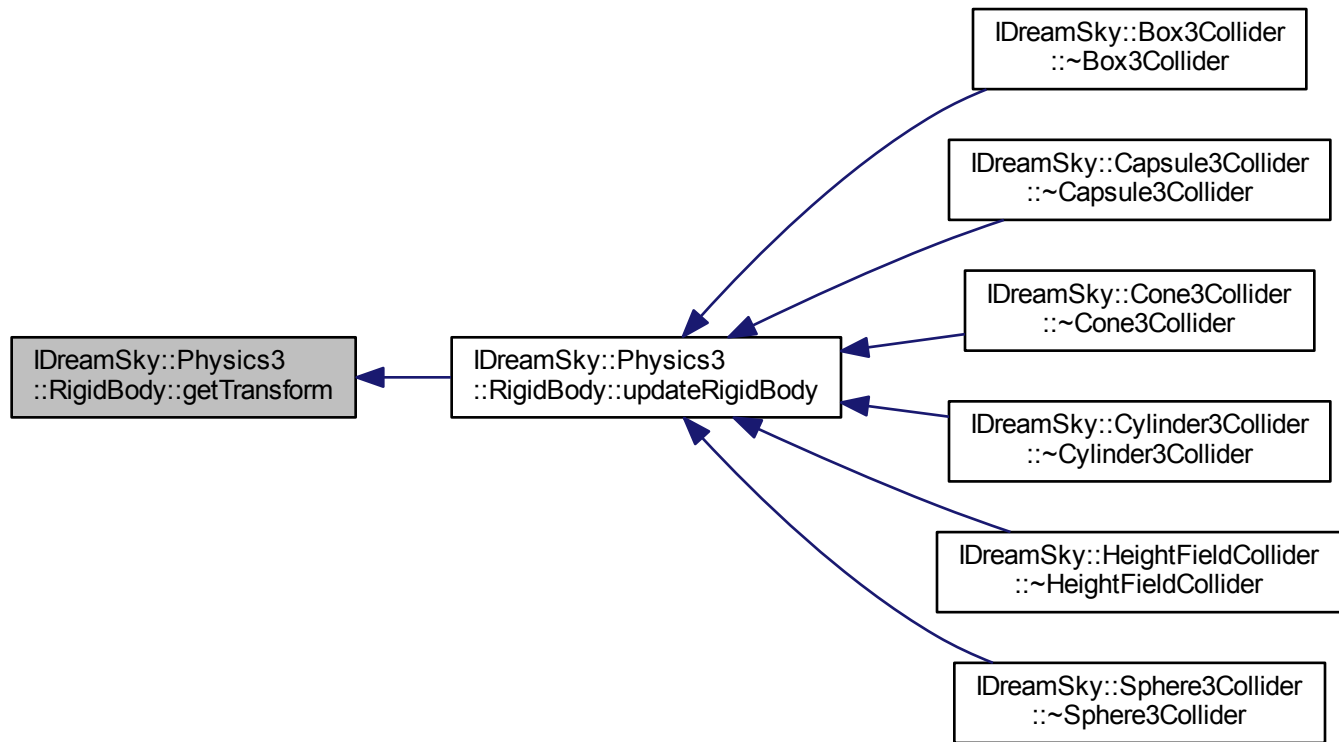 IDreamSky::Box3Collider
::~Box3Collider
IDreamSky::Capsule3Collider
::~Capsule3Collider
IDreamSky::Cone3Collider
::~Cone3Collider
IDreamSky::Physics3
::RigidBody::getTransform
IDreamSky::Physics3
::RigidBody::updateRigidBody
IDreamSky::Cylinder3Collider
::~Cylinder3Collider
IDreamSky::HeightFieldCollider
::~HeightFieldCollider
IDreamSky::Sphere3Collider
::~Sphere3Collider